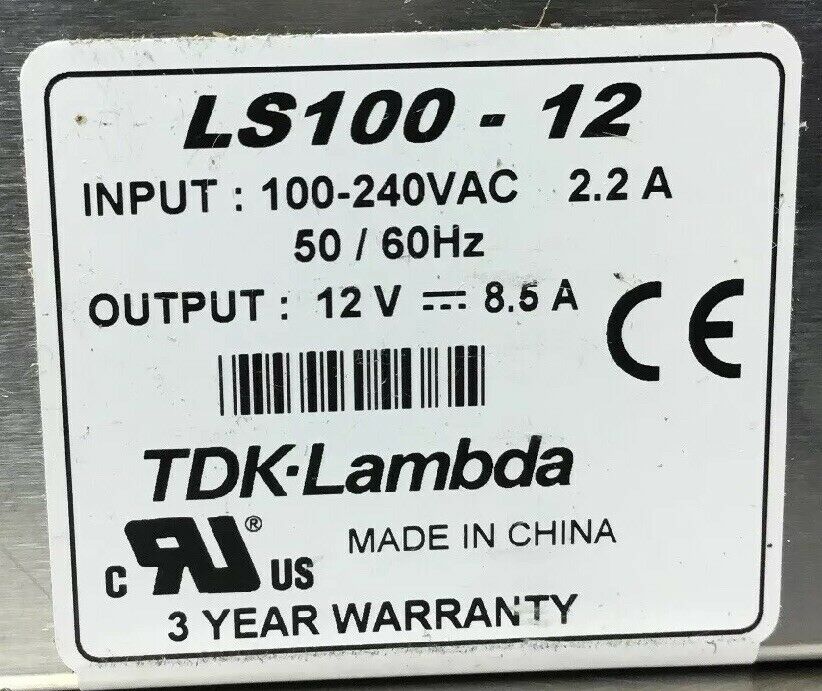 LS100 - 12
INPUT : 100-240VAC 2.2 A
50 / 60Hz
OUTPUT : 12 V ⎓ 8.5 A
CE
TDK·Lambda
C RU ® US
MADE IN CHINA
3 YEAR WARRANTY